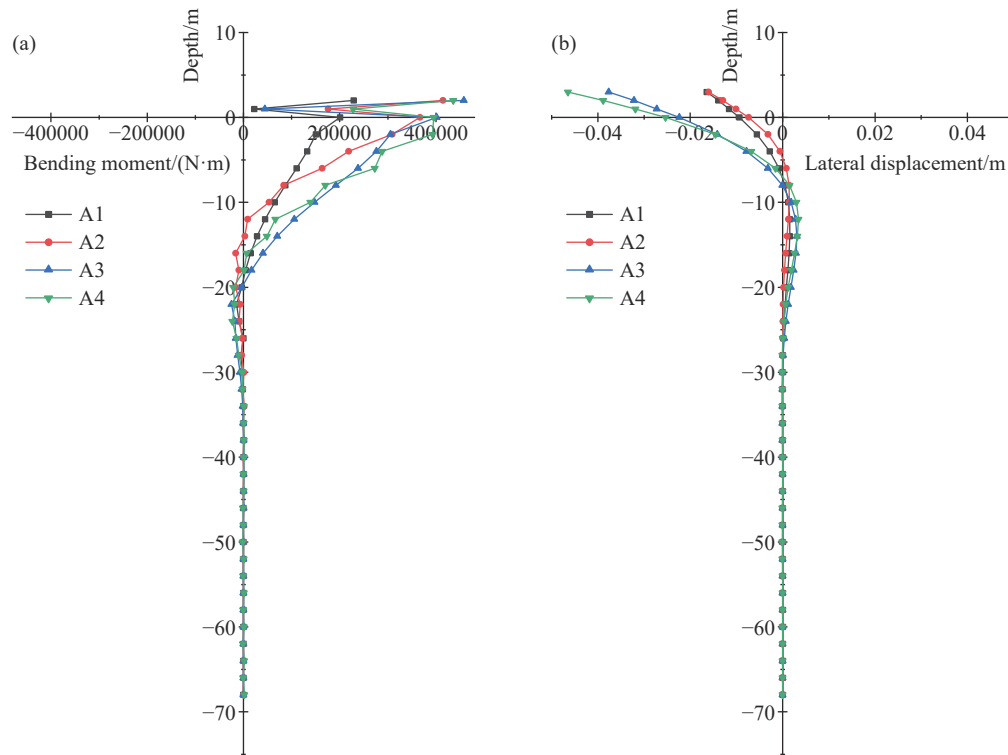 (a)
Depth/m
10
0
−10
−20
−30
−40
−50
−60
−70
−400000
−200000
200000
400000
Bending moment/(N·m)
A1
A2
A3
A4
(b)
Depth/m
10
0
−10
−20
−30
−40
−50
−60
−70
−0.04
−0.02
0
0.02
0.04
Lateral displacement/m
A1
A2
A3
A4